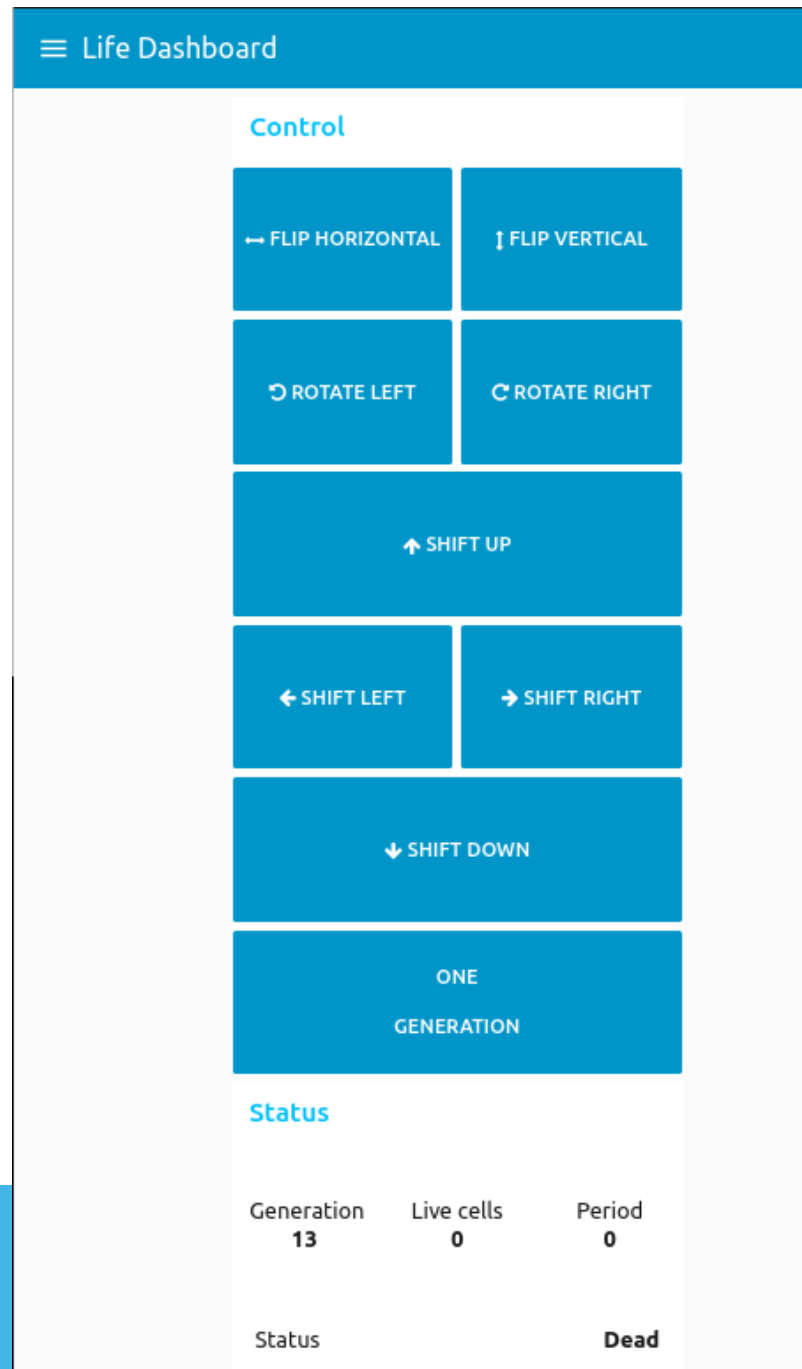 Life Dashboard
Control
FLIP HORIZONTAL
FLIP VERTICAL
ROTATE LEFT
ROTATE RIGHT
SHIFT UP
SHIFT LEFT
SHIFT RIGHT
SHIFT DOWN
ONE
GENERATION
Status
Generation Live cells Period
13 0 0
Status Dead